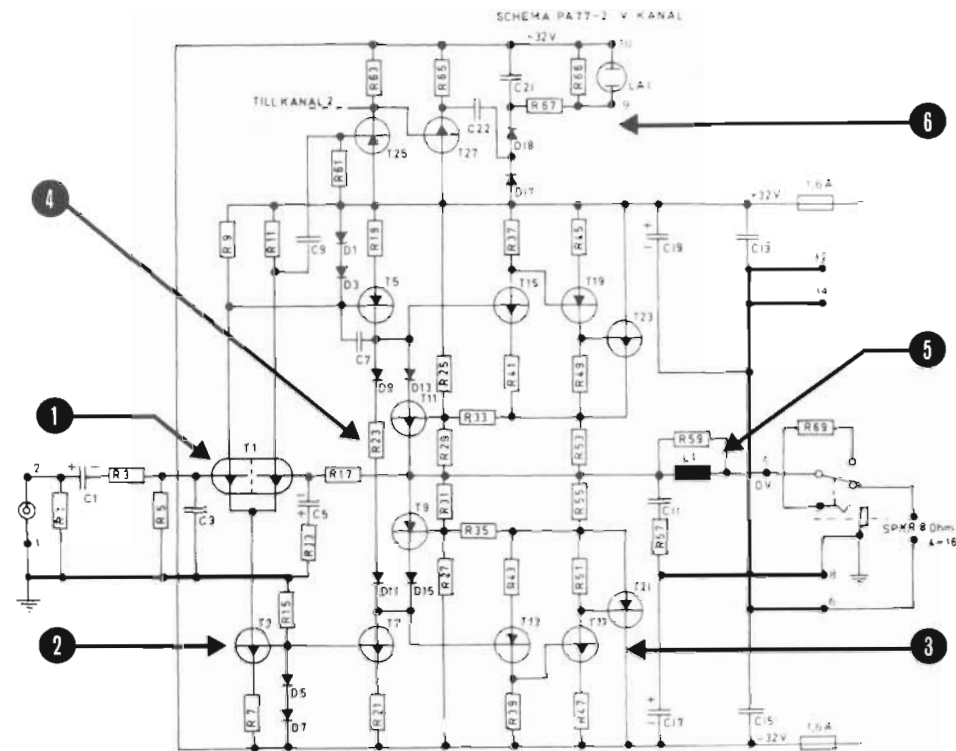 SCHEMA PA77-2 V KANAL
-32V
10
R63
R65
C21
R66
LA1
TILL KANAL 2
R67
9
C22
T25
T27
D18
6
R61
D17
4
+32V
1,6A
R9
R11
C9
D1
R19
R37
R45
C19
C13
12
D3
T5
T15
T19
14
T23
C7
R25
R41
R49
5
D9
D13
T11
1
R23
R33
R59
R69
R29
R53
T1
L1
2
C1
R3
R17
0V
R5
C3
C5
R31
R55
C11
T9
R13
R35
SPKR 8 Ohm
4-16
1
R27
R43
R51
D11
D15
T21
8
R15
6
2
T7
T13
3
D5
R7
D7
R21
R39
R47
C17
C15
-32V
1,6A